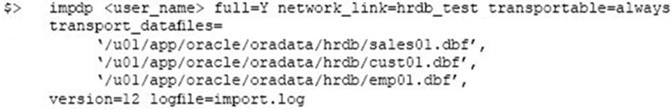 $> impdp <user_name> full=Y network_link=hrdb_test transportable=always
transport_datafiles=
‘/u01/app/oracle/oradata/hrdb/sales01.dbf’,
‘/u01/app/oracle/oradata/hrdb/cust01.dbf’,
‘/u01/app/oracle/oradata/hrdb/emp01.dbf’,
version=12 logfile=import.log